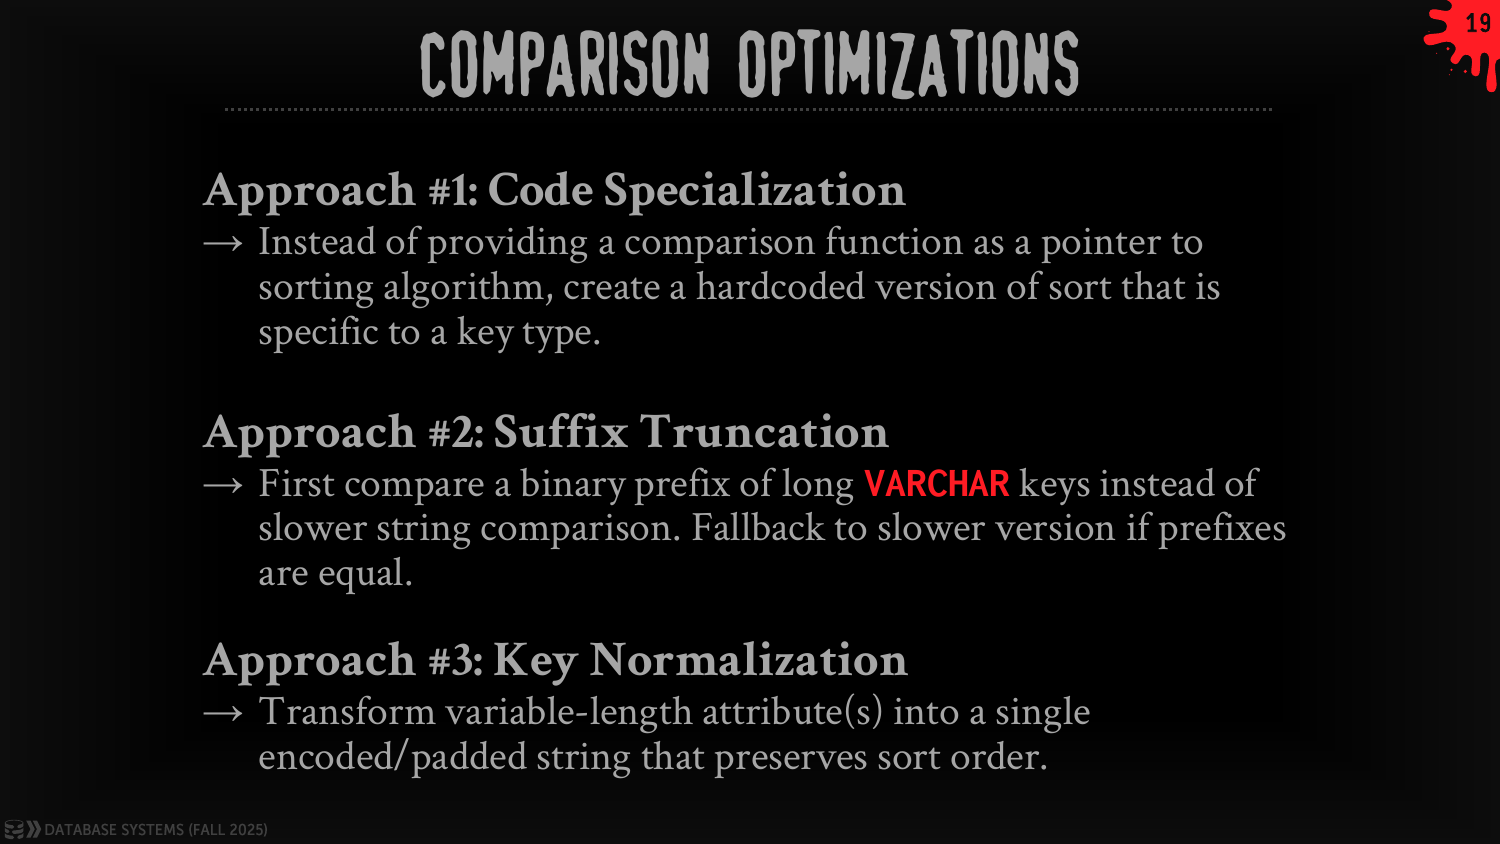 19
COMPARISON OPTIMIZATIONS
Approach #1: Code Specialization
→ Instead of providing a comparison function as a pointer to
sorting algorithm, create a hardcoded version of sort that is
specific to a key type.
Approach #2: Suffix Truncation
→ First compare a binary prefix of long VARCHAR keys instead of
slower string comparison. Fallback to slower version if prefixes
are equal.
Approach #3: Key Normalization
→ Transform variable-length attribute(s) into a single
encoded/padded string that preserves sort order.
DATABASE SYSTEMS (FALL 2025)